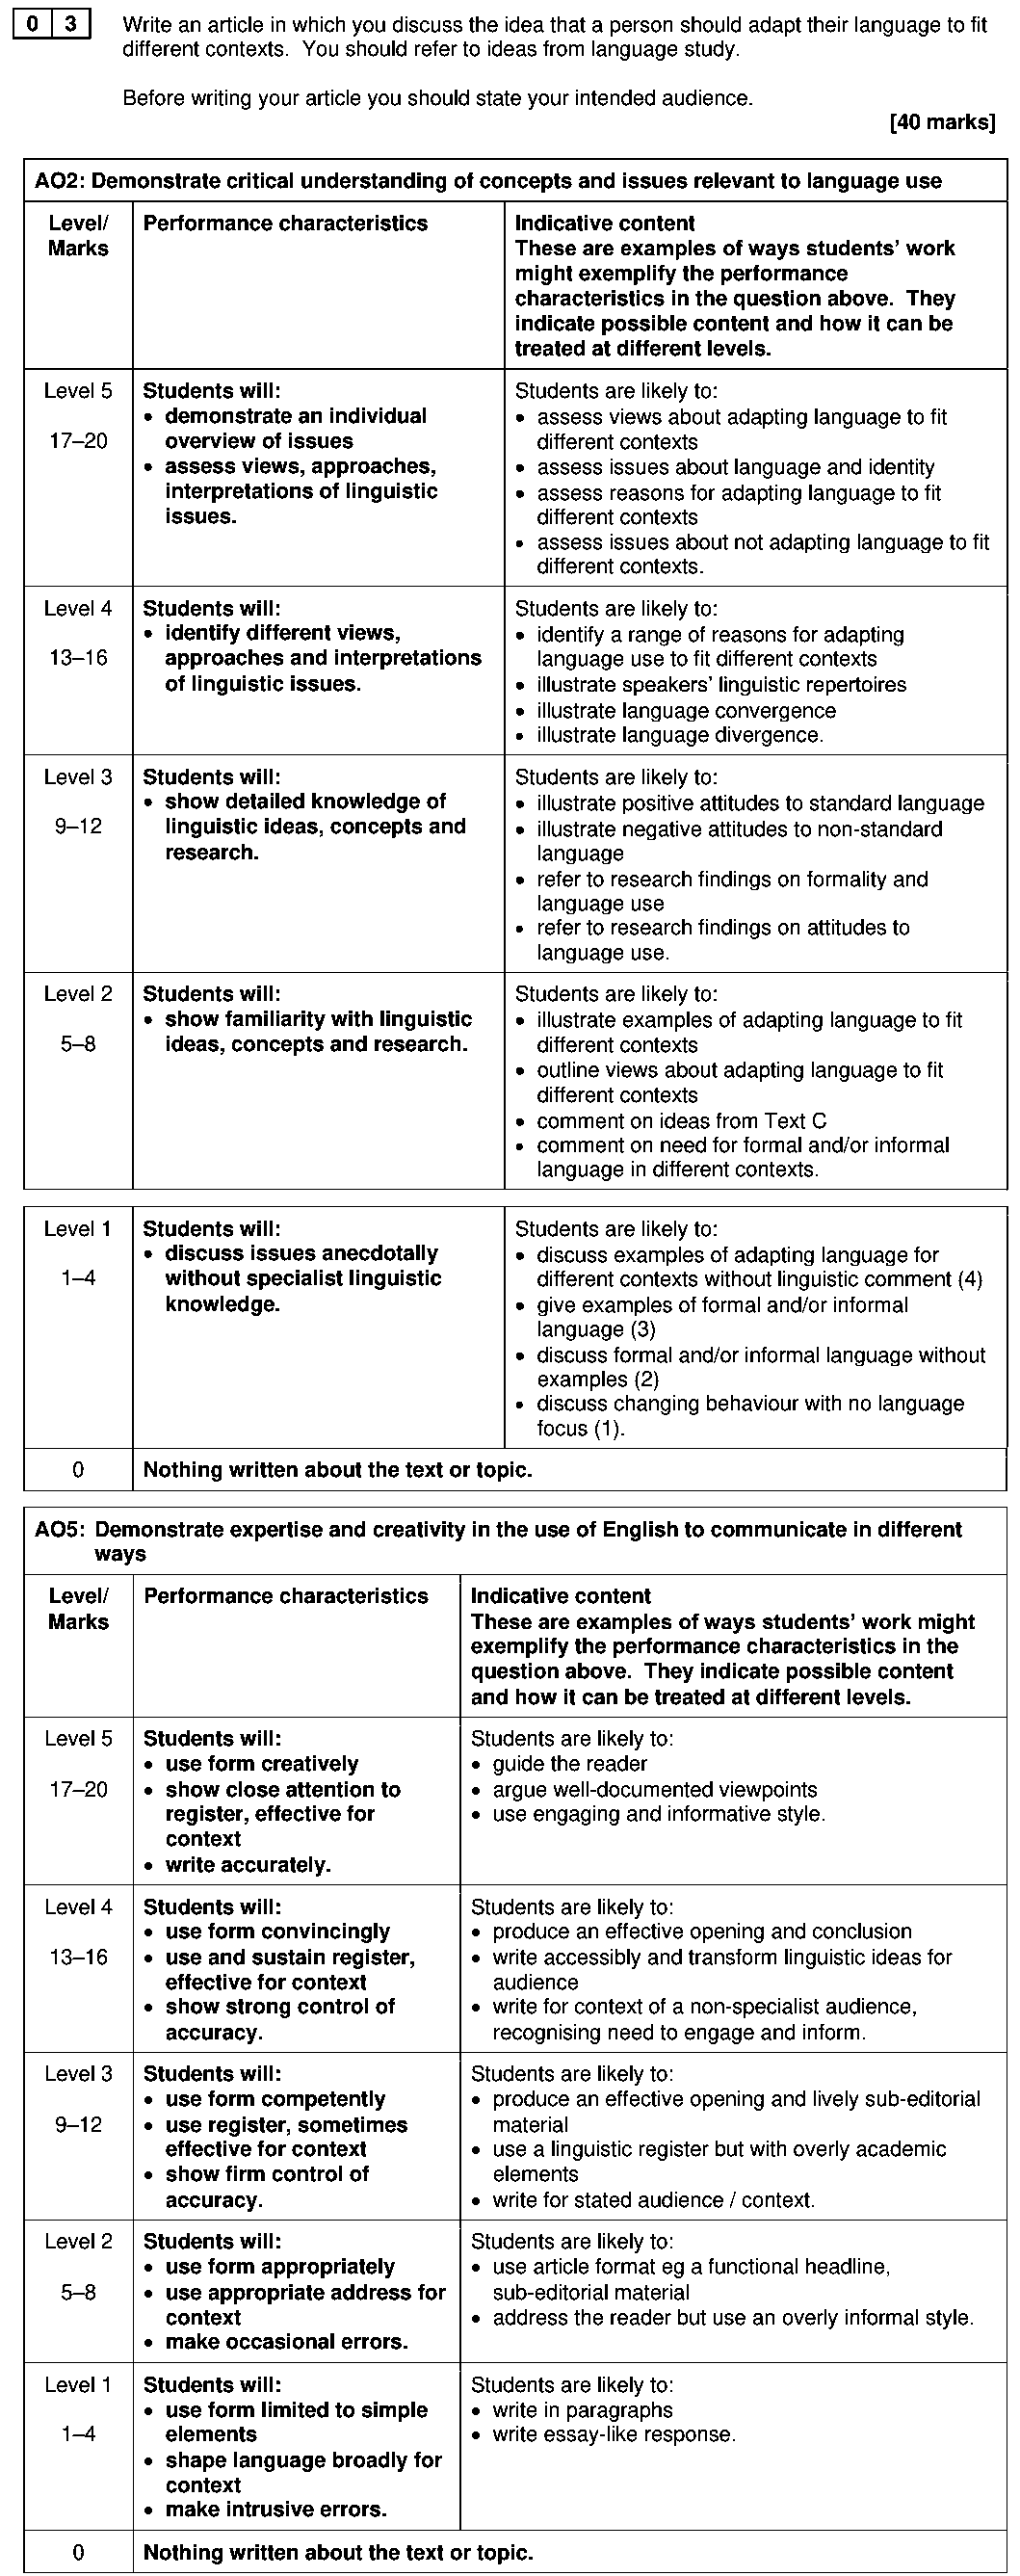 0 3 Write an article in which you discuss the idea that a person should adapt their language to fit
different contexts. You should refer to ideas from language study.
Before writing your article you should state your intended audience.
[40 marks]
AO2: Demonstrate critical understanding of concepts and issues relevant to language use
Level/
Marks
Performance characteristics
Indicative content
These are examples of ways students' work
might exemplify the performance
characteristics in the question above. They
indicate possible content and how it can be
treated at different levels.
Level 5
17–20
Students will:
• demonstrate an individual
overview of issues
• assess views, approaches,
interpretations of linguistic
issues.
Students are likely to:
• assess views about adapting language to fit
different contexts
• assess issues about language and identity
• assess reasons for adapting language to fit
different contexts
• assess issues about not adapting language to fit
different contexts.
Level 4
13–16
Students will:
• identify different views,
approaches and interpretations
of linguistic issues.
Students are likely to:
• identify a range of reasons for adapting
language use to fit different contexts
• illustrate speakers' linguistic repertoires
• illustrate language convergence
• illustrate language divergence.
Level 3
9–12
Students will:
• show detailed knowledge of
linguistic ideas, concepts and
research.
Students are likely to:
• illustrate positive attitudes to standard language
• illustrate negative attitudes to non-standard
language
• refer to research findings on formality and
language use
• refer to research findings on attitudes to
language use.
Level 2
5–8
Students will:
• show familiarity with linguistic
ideas, concepts and research.
Students are likely to:
• illustrate examples of adapting language to fit
different contexts
• outline views about adapting language to fit
different contexts
• comment on ideas from Text C
• comment on need for formal and/or informal
language in different contexts.
Level 1
1–4
Students will:
• discuss issues anecdotally
without specialist linguistic
knowledge.
Students are likely to:
• discuss examples of adapting language for
different contexts without linguistic comment (4)
• give examples of formal and/or informal
language (3)
• discuss formal and/or informal language without
examples (2)
• discuss changing behaviour with no language
focus (1).
0
Nothing written about the text or topic.
AO5: Demonstrate expertise and creativity in the use of English to communicate in different
ways
Level/
Marks
Performance characteristics
Indicative content
These are examples of ways students' work might
exemplify the performance characteristics in the
question above. They indicate possible content
and how it can be treated at different levels.
Level 5
17–20
Students will:
• use form creatively
• show close attention to
register, effective for
context
• write accurately.
Students are likely to:
• guide the reader
• argue well-documented viewpoints
• use engaging and informative style.
Level 4
13–16
Students will:
• use form convincingly
• use and sustain register,
effective for context
• show strong control of
accuracy.
Students are likely to:
• produce an effective opening and conclusion
• write accessibly and transform linguistic ideas for
audience
• write for context of a non-specialist audience,
recognising need to engage and inform.
Level 3
9–12
Students will:
• use form competently
• use register, sometimes
effective for context
• show firm control of
accuracy.
Students are likely to:
• produce an effective opening and lively sub-editorial
material
• use a linguistic register but with overly academic
elements
• write for stated audience / context.
Level 2
5–8
Students will:
• use form appropriately
• use appropriate address for
context
• make occasional errors.
Students are likely to:
• use article format eg a functional headline,
sub-editorial material
• address the reader but use an overly informal style.
Level 1
1–4
Students will:
• use form limited to simple
elements
• shape language broadly for
context
• make intrusive errors.
Students are likely to:
• write in paragraphs
• write essay-like response.
0
Nothing written about the text or topic.